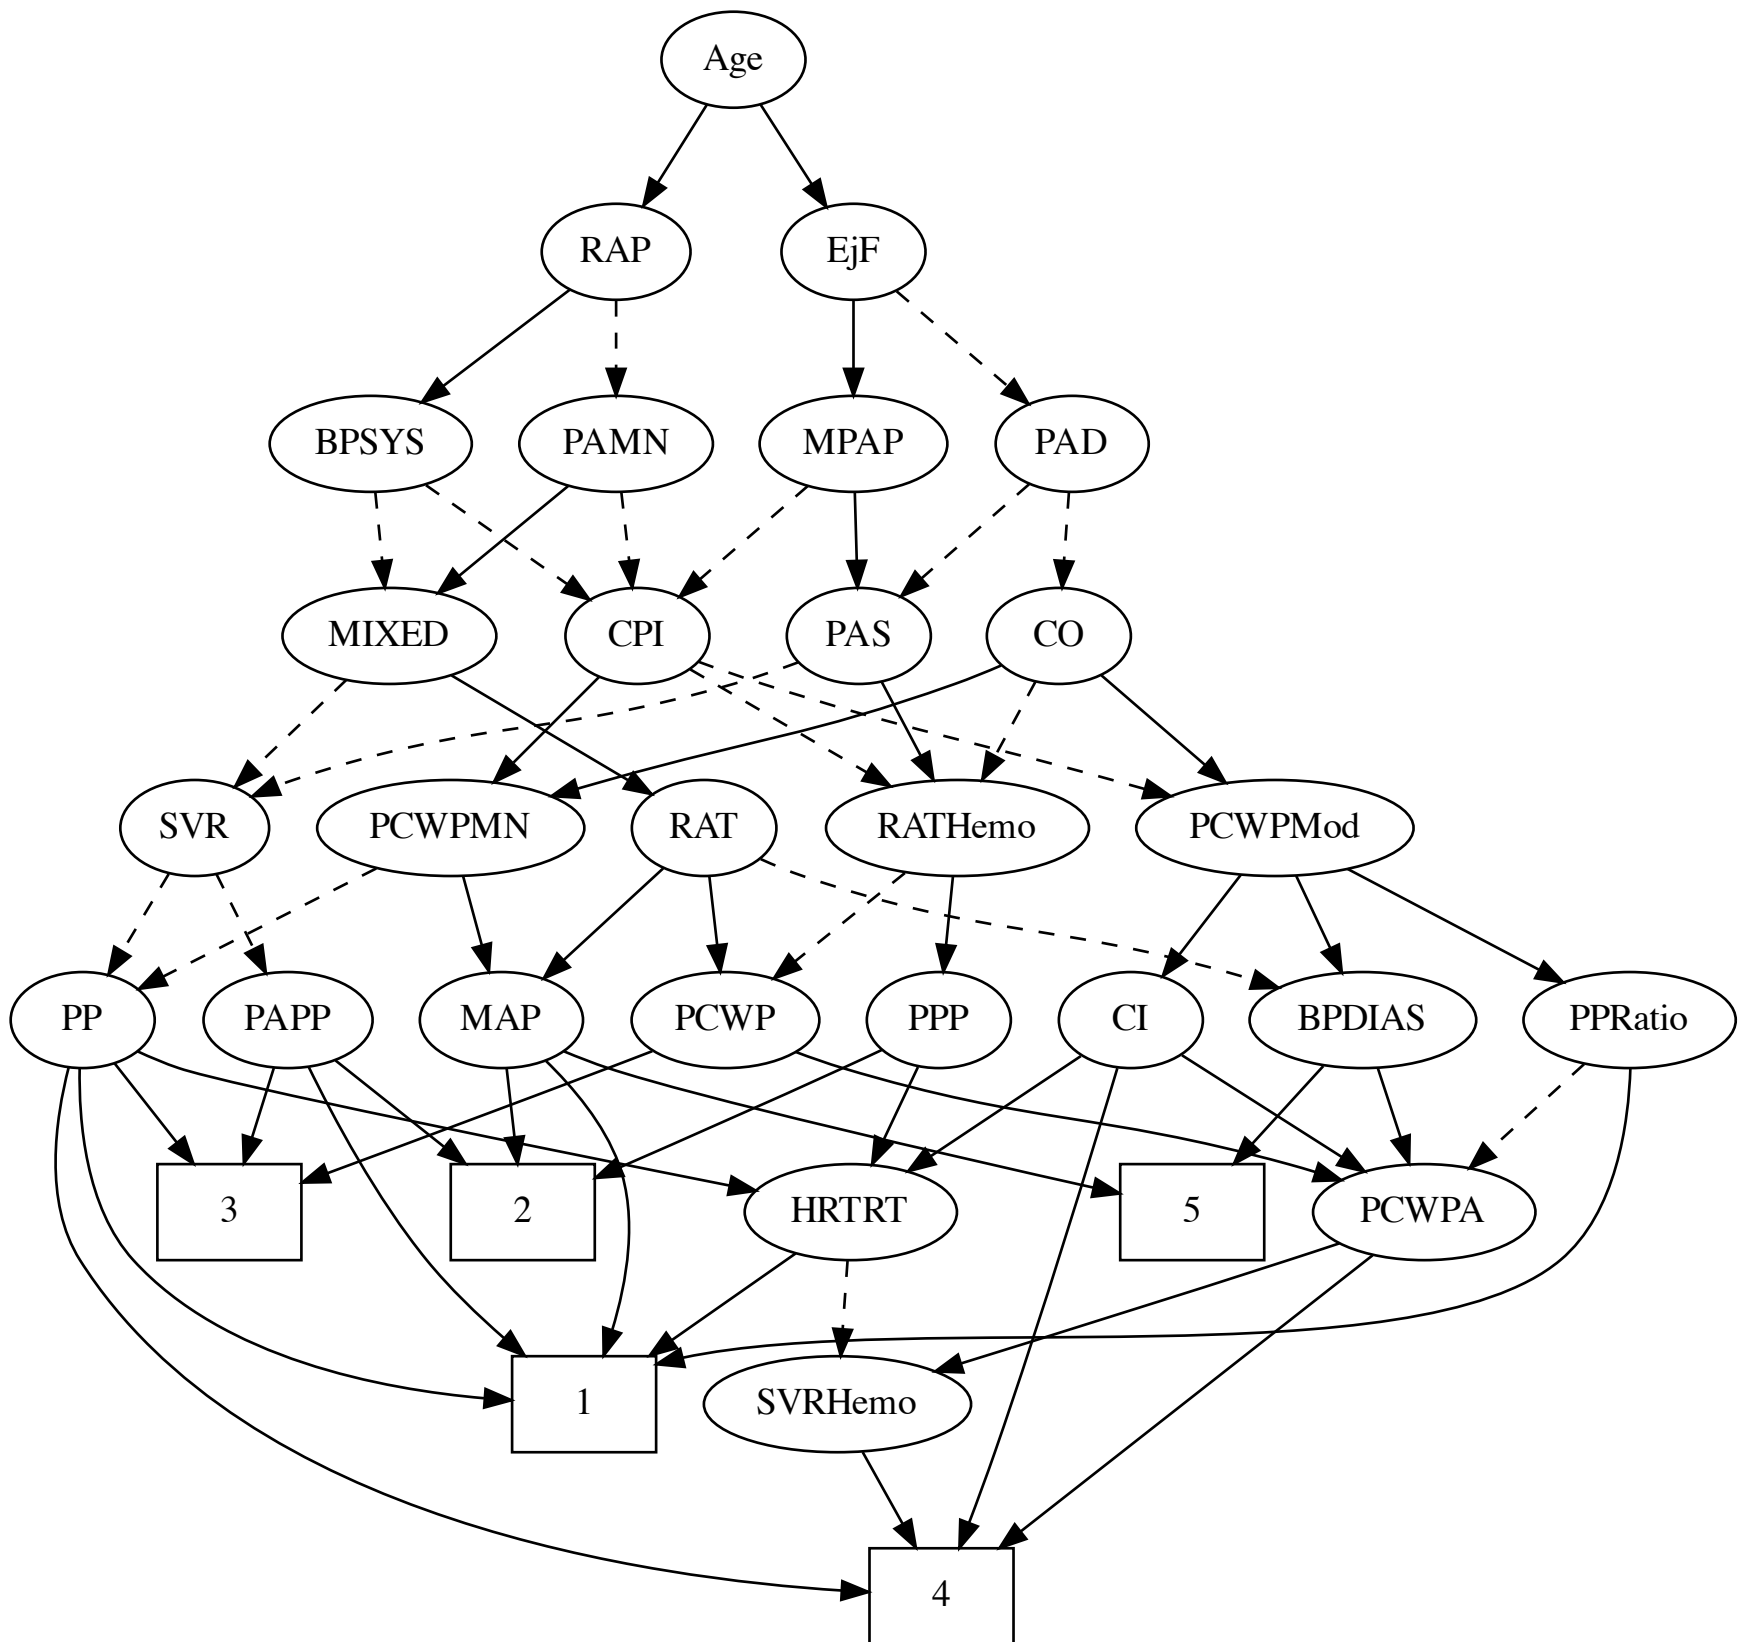 Age
RAP EjF
BPSYS PAMN MPAP PAD
MIXED CPI PAS CO
SVR PCWPMN RAT RATHemo PCWPMod
PP PAPP MAP PCWP PPP CI BPDIAS PPRatio
3 2 HRTRT 5 PCWPA
1 SVRHemo
4